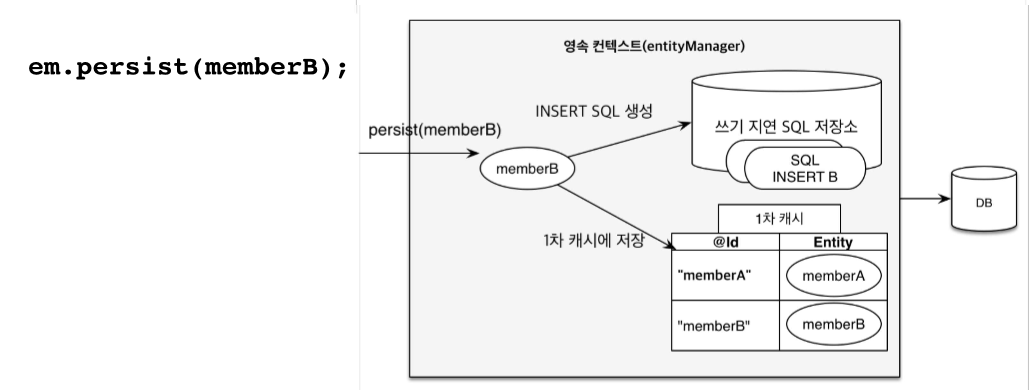 em.persist(memberB);
영속 컨텍스트(entityManager)
INSERT SQL 생성
persist(memberB)
쓰기 지연 SQL 저장소
memberB
SQL
INSERT B
DB
1차 캐시
1차 캐시에 저장
@Id Entity
"memberA" memberA
"memberB" memberB